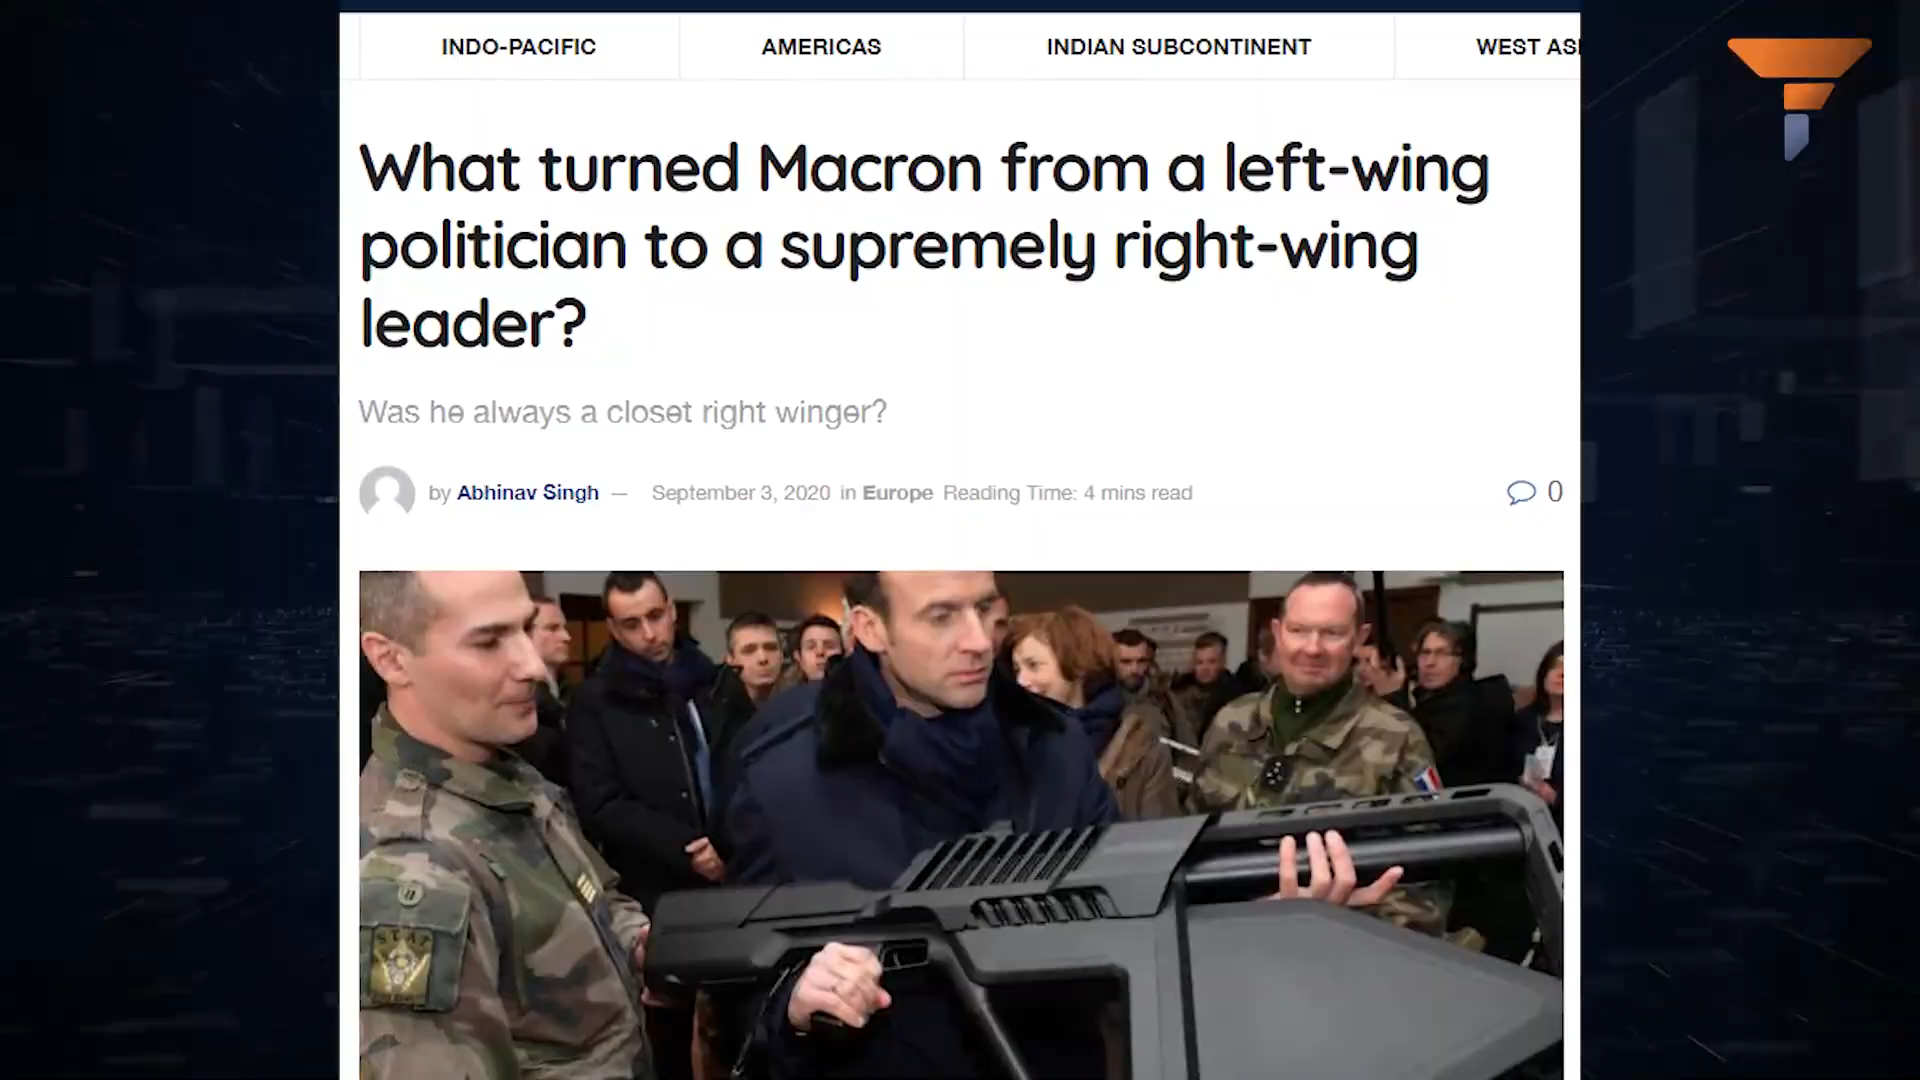 INDO-PACIFIC AMERICAS INDIAN SUBCONTINENT WEST ASI
What turned Macron from a left-wing
politician to a supremely right-wing
leader?
Was he always a closet right winger?
by Abhinav Singh — September 3, 2020 in Europe Reading Time: 4 mins read 0
STAT